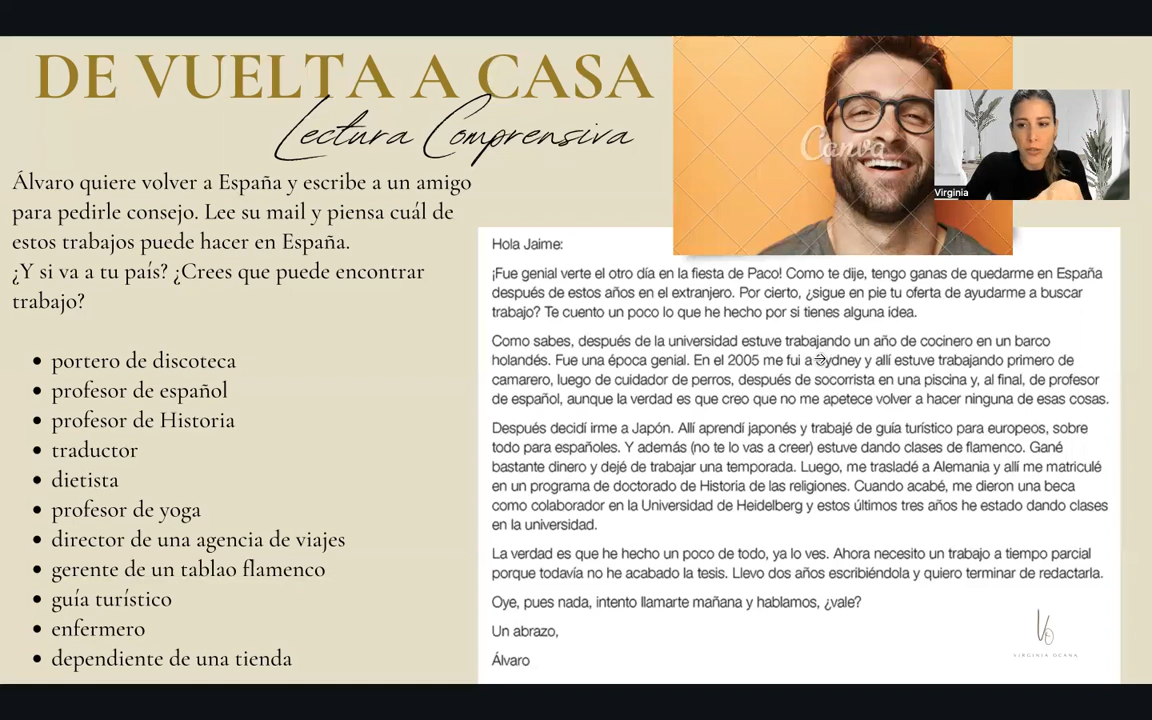 DE VUELTA A CASA
Lectura Comprensiva
Canva
Virginia
Álvaro quiere volver a España y escribe a un amigo
para pedirle consejo. Lee su mail y piensa cuál de
estos trabajos puede hacer en España.
¿Y si va a tu país? ¿Crees que puede encontrar
trabajo?
• portero de discoteca
• profesor de español
• profesor de Historia
• traductor
• dietista
• profesor de yoga
• director de una agencia de viajes
• gerente de un tablao flamenco
• guía turístico
• enfermero
• dependiente de una tienda
Hola Jaime:
¡Fue genial verte el otro día en la fiesta de Paco! Como te dije, tengo ganas de quedarme en España
después de estos años en el extranjero. Por cierto, ¿sigue en pie tu oferta de ayudarme a buscar
trabajo? Te cuento un poco lo que he hecho por si tienes alguna idea.
Como sabes, después de la universidad estuve trabajando un año de cocinero en un barco
holandés. Fue una época genial. En el 2005 me fui a Sydney y allí estuve trabajando primero de
camarero, luego de cuidador de perros, después de socorrista en una piscina y, al final, de profesor
de español, aunque la verdad es que creo que no me apetece volver a hacer ninguna de esas cosas.
Después decidí irme a Japón. Allí aprendí japonés y trabajé de guía turístico para europeos, sobre
todo para españoles. Y además (no te lo vas a creer) estuve dando clases de flamenco. Gané
bastante dinero y dejé de trabajar una temporada. Luego, me trasladé a Alemania y allí me matriculé
en un programa de doctorado de Historia de las religiones. Cuando acabé, me dieron una beca
como colaborador en la Universidad de Heidelberg y estos últimos tres años he estado dando clases
en la universidad.
La verdad es que he hecho un poco de todo, ya lo ves. Ahora necesito un trabajo a tiempo parcial
porque todavía no he acabado la tesis. Llevo dos años escribiéndola y quiero terminar de redactarla.
Oye, pues nada, intento llamarte mañana y hablamos, ¿vale?
Un abrazo,
Álvaro
VIRGINIA OCAÑA